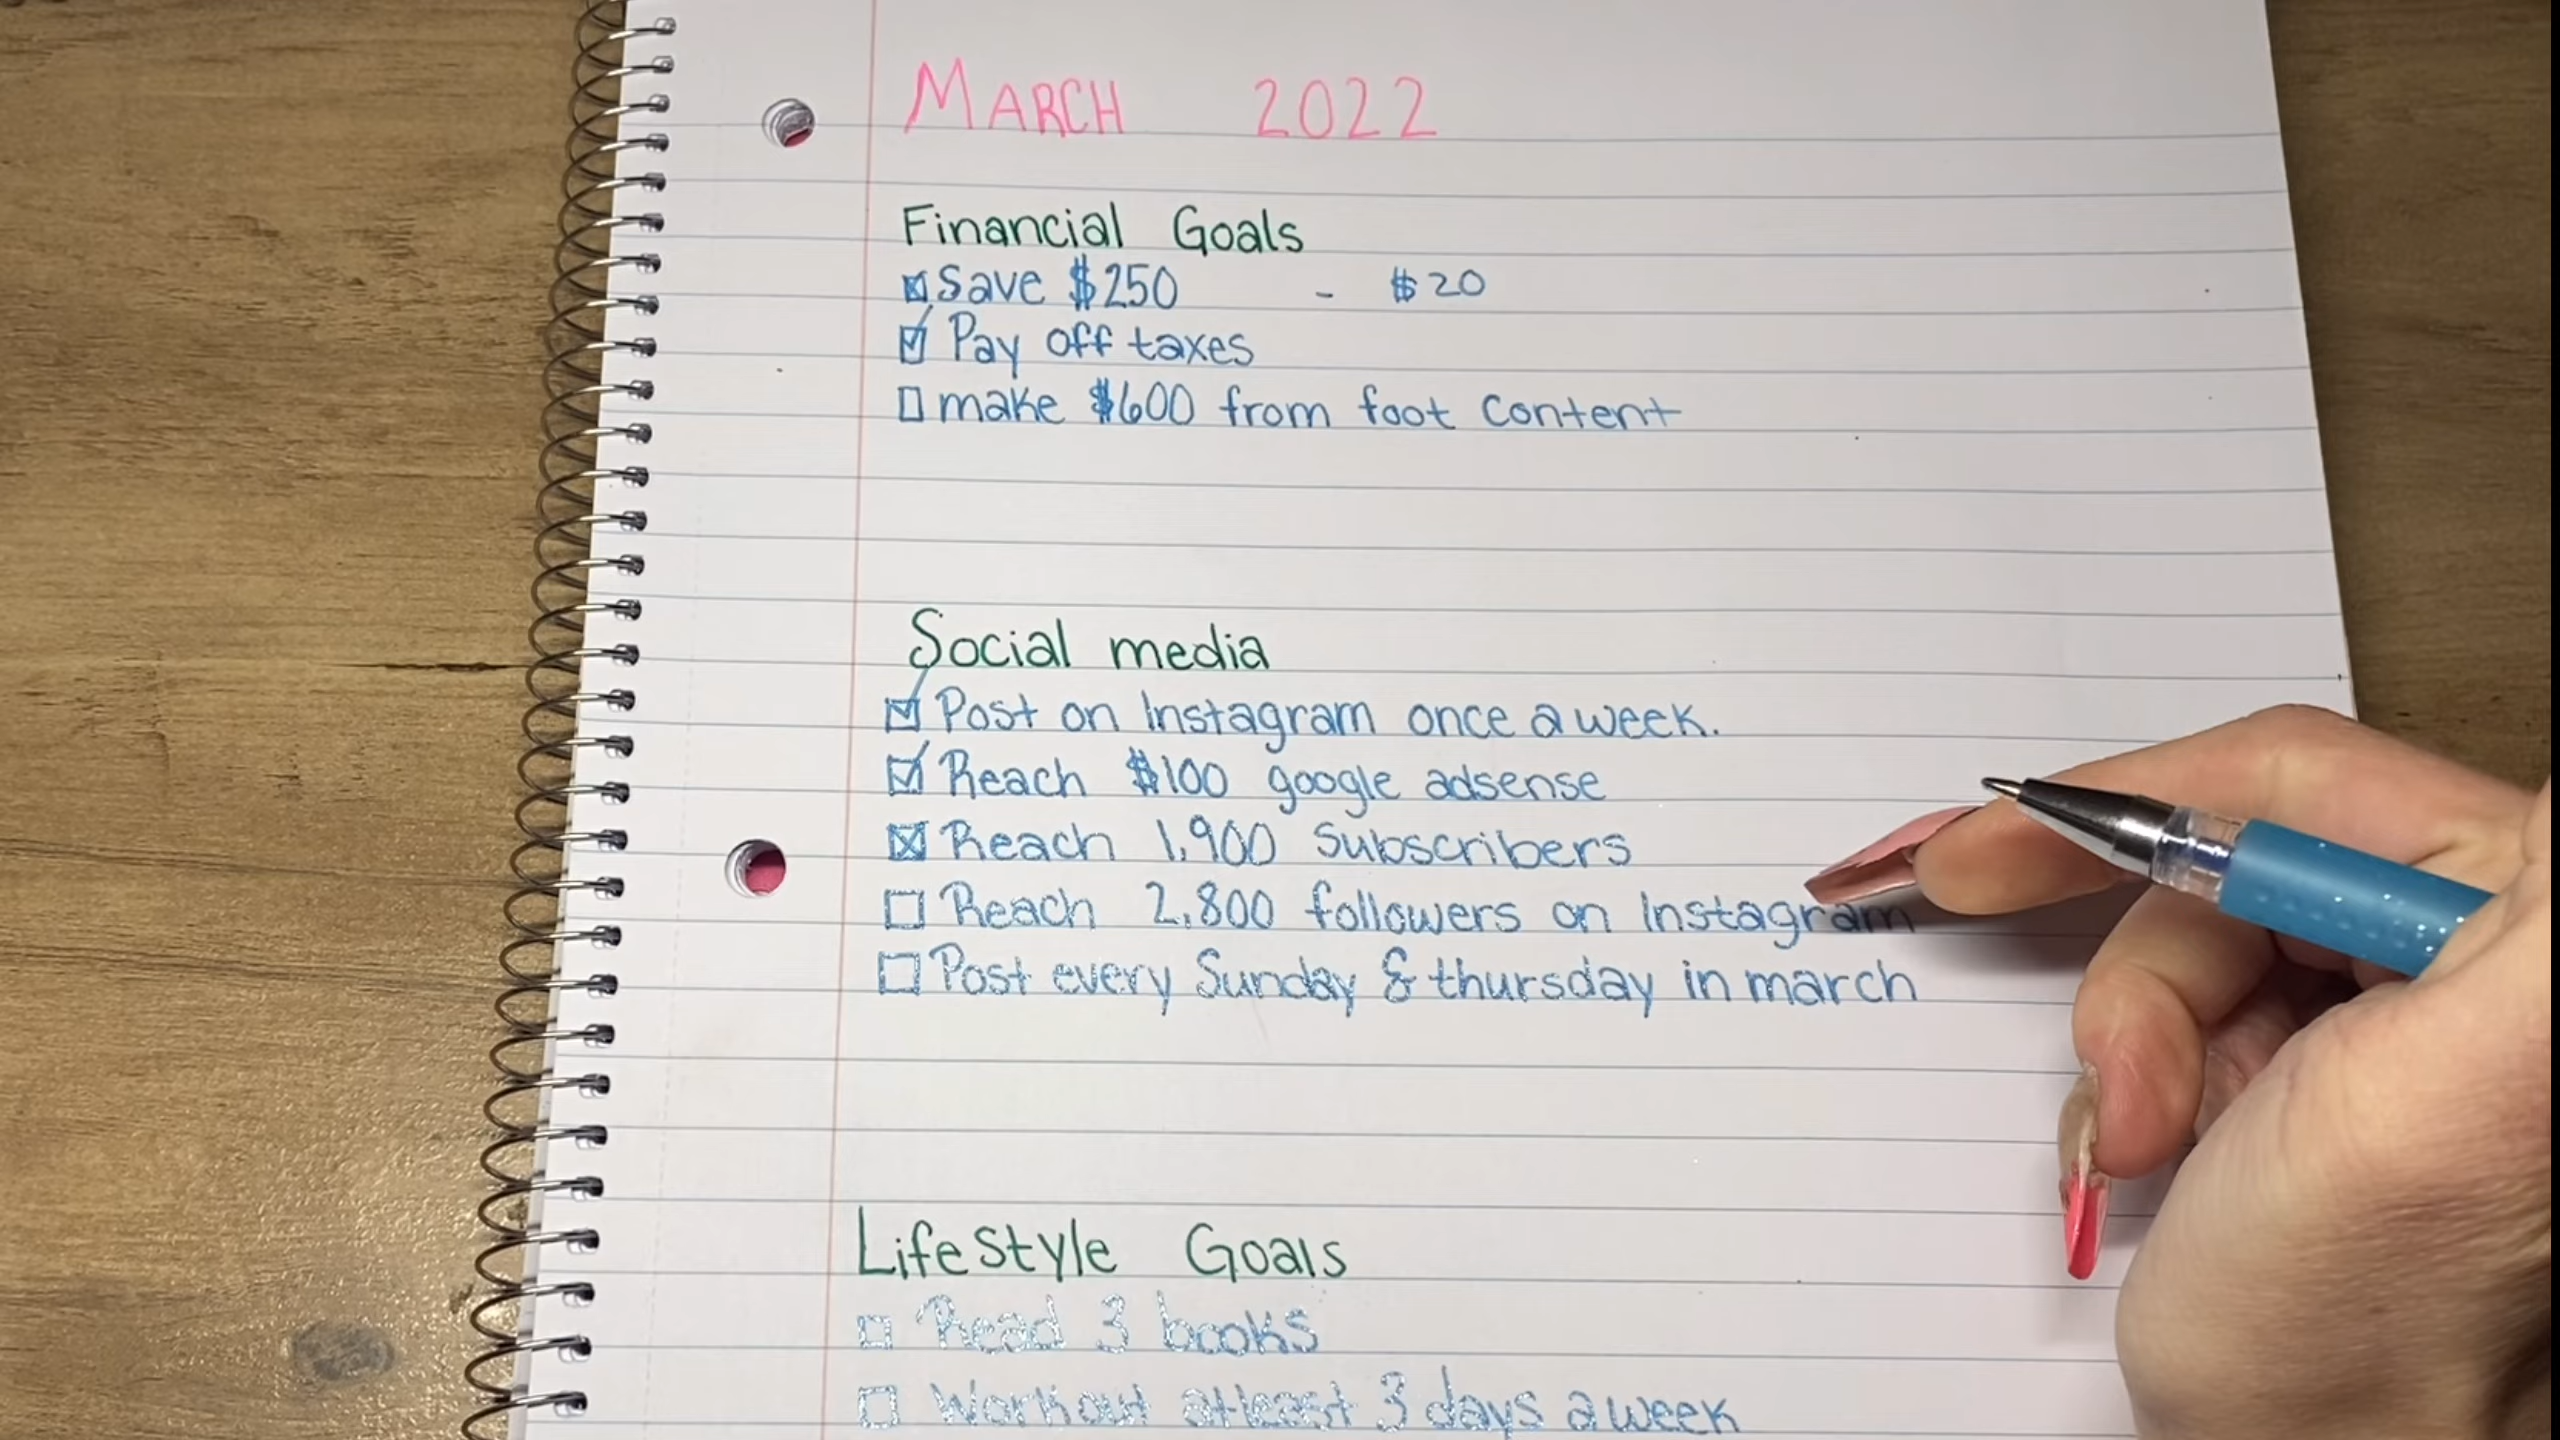 MARCH 2022
Financial Goals
☒ Save $250 - $20
☑ Pay off taxes
☐ make $600 from foot content
Social media
☑ Post on Instagram once a week.
☑ Reach $100 google adsense
☒ Reach 1,900 Subscribers
☐ Reach 2,800 followers on Instagram
☐ Post every Sunday & thursday in march
Lifestyle Goals
☐ Read 3 books
☐ Workout atleast 3 days a week